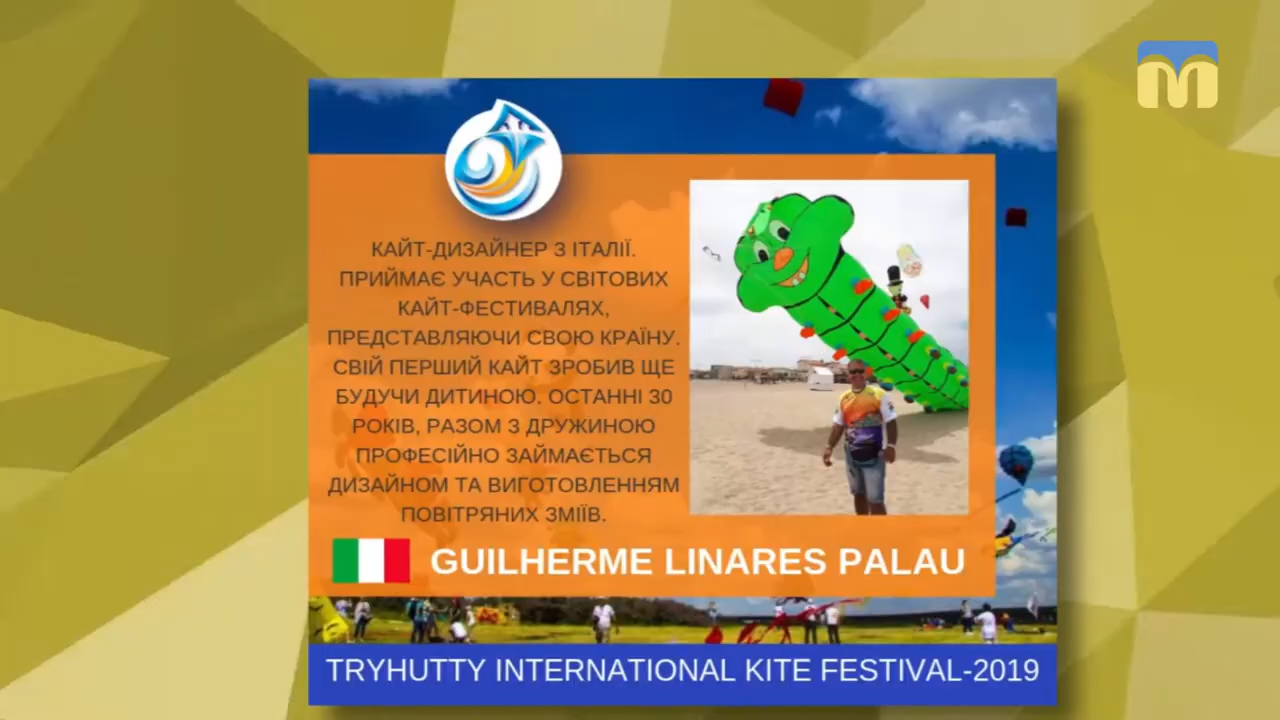 КАЙТ-ДИЗАЙНЕР З ІТАЛІЇ.
ПРИЙМАЄ УЧАСТЬ У СВІТОВИХ
КАЙТ-ФЕСТИВАЛЯХ,
ПРЕДСТАВЛЯЮЧИ СВОЮ КРАЇНУ.
СВІЙ ПЕРШИЙ КАЙТ ЗРОБИВ ЩЕ
БУДУЧИ ДИТИНОЮ. ОСТАННІ 30
РОКІВ, РАЗОМ З ДРУЖИНОЮ
ПРОФЕСІЙНО ЗАЙМАЄТЬСЯ
ДИЗАЙНОМ ТА ВИГОТОВЛЕННЯМ
ПОВІТРЯНИХ ЗМІЇВ.
GUILHERME LINARES PALAU
TRYHUTTY INTERNATIONAL KITE FESTIVAL-2019